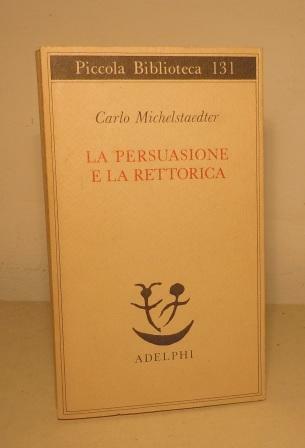 Piccola Biblioteca 131
Carlo Michelstaedter
LA PERSUASIONE
E LA RETTORICA
ADELPHI